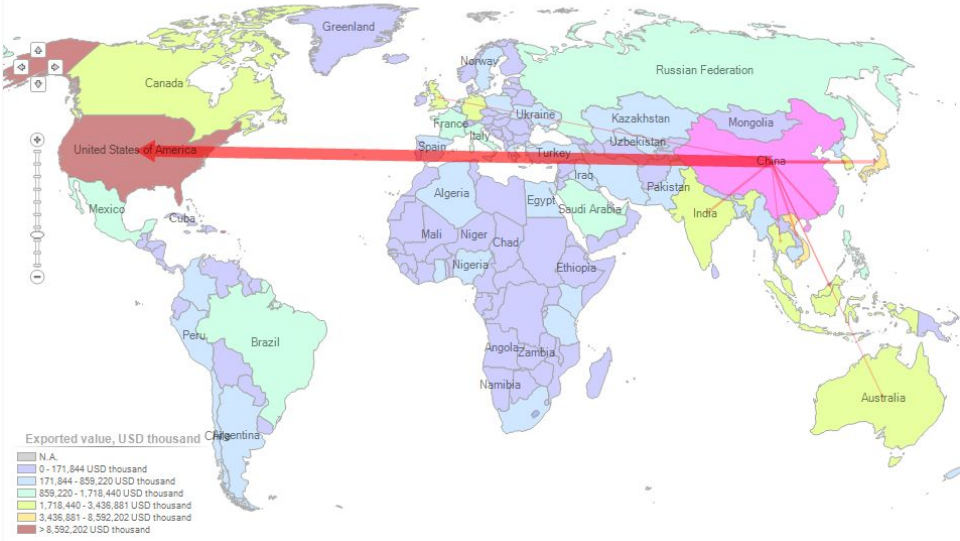 Greenland
Norway
Russian Federation
Canada
Ukraine
Kazakhstan
Mongolia
France
Italy
Uzbekistan
United States of America
Spain
Turkey
China
Iraq
Pakistan
Algeria
Egypt
Saudi Arabia
India
Mexico
Cuba
Mali
Niger
Chad
Nigeria
Ethiopia
Peru
Brazil
Angola
Zambia
Namibia
Australia
Chile
Argentina
Exported value, USD thousand
N.A.
0 - 171,844 USD thousand
171,844 - 859,220 USD thousand
859,220 - 1,718,440 USD thousand
1,718,440 - 3,436,881 USD thousand
3,436,881 - 8,592,202 USD thousand
> 8,592,202 USD thousand